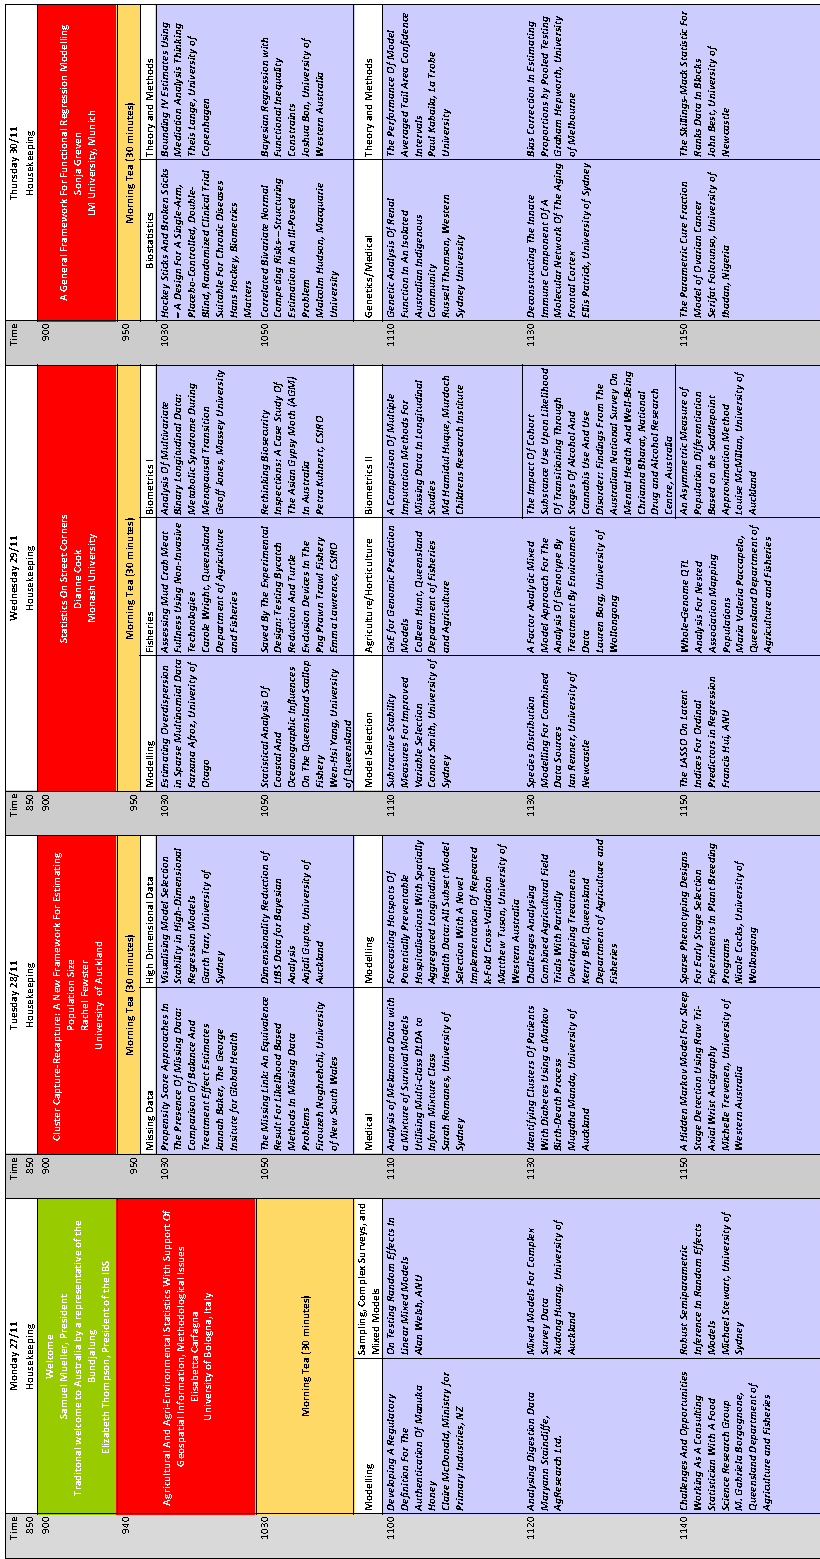 Time
Monday 27/11
850
Housekeeping
900
Welcome
Samuel Mueller, President
Traditonal welcome to Australia by a representative of the
Bundjalung
Elizabeth Thompson, President of the IBS
940
Agricultural And Agri-Environmental Statistics With Support Of
Geospatial Information, Methodological Issues
Elisabetta Carfagna
University of Bologna, Italy
1030
Morning Tea (30 minutes)
Modelling
Sampling, Complex Surveys, and
Mixed Models
1100
Developing A Regulatory
Definition For The
Authentication Of Manuka
Honey
Claire McDonald, Ministry for
Primary Industries, NZ
On Testing Random Effects In
Linear Mixed Models
Alan Welsh, ANU
1120
Analysing Digestion Data
Maryann Staincliffe,
AgResearch Ltd.
Mixed Models For Complex
Survey Data
Xudong Huang, University of
Auckland
1140
Challenges And Opportunities
Working As A Consulting
Statistician With A Food
Science Research Group
M. Gabriela Borgognone,
Queensland Department of
Agriculture and Fisheries
Robust Semiparametric
Inference In Random Effects
Models
Michael Stewart, University of
Sydney
Time
Tuesday 28/11
850
Housekeeping
900
Cluster Capture-Recapture: A New Framework For Estimating
Population Size
Rachel Fewster
University of Auckland
950
Morning Tea (30 minutes)
Missing Data
High Dimensional Data
1030
Propensity Score Approaches In
The Presence Of Missing Data:
Comparison Of Balance And
Treatment Effect Estimates
Jannah Baker, The George
Insitute for Global Health
Visualising Model Selection
Stability in High-Dimensional
Regression Models
Garth Tarr, University of
Sydney
1050
The Missing Link: An Equivalence
Result For Likelihood Based
Methods In Missing Data
Problems
Firouzeh Noghrehchi, University
of New South Wales
Dimensionality Reduction of
LIBS Data for Bayesian
Analysis
Anjali Gupta, University of
Auckland
Medical
Modelling
1110
Analysis of Melanoma Data with
a Mixture of Survival Models
Utilising Multi-class DLDA to
Inform Mixture Class
Sarah Romanes, University of
Sydney
Forecasting Hotspots Of
Potentially Preventable
Hospitalisations With Spatially
Aggregated Longitudinal
Health Data: All Subset Model
Selection With A Novel
Implementation Of Repeated
k-Fold Cross-Validation
Matthew Tuson, University of
Western Australia
1130
Identifying Clusters Of Patients
With Diabetes Using a Markov
Birth-Death Process
Mugdha Manda, University of
Auckland
Challenges Analysing
Combined Agricultural Field
Trials With Partially
Overlapping Treatments
Kerry Bell, Queensland
Department of Agriculture and
Fisheries
1150
A Hidden Markov Model For Sleep
Stage Detection Using Raw Tri-
Axial Wrist Actigraphy
Michelle Trevenen, University of
Western Australia
Sparse Phenotyping Designs
For Early Stage Selection
Experiments In Plant Breeding
Programs
Nicole Cocks, University of
Wollongong
Time
Wednesday 29/11
850
Housekeeping
900
Statistics On Street Corners
Dianne Cook
Monash University
950
Morning Tea (30 minutes)
Modelling
Fisheries
Biometrics I
1030
Estimating Overdispersion
in Sparse Multinomial Data
Farzana Afroz, Univerity of
Otago
Assessing Mud Crab Meat
Fullness Using Non-Invasive
Technologies
Carole Wright, Queensland
Department of Agriculture
and Fisheries
Analysis Of Multivariate
Binary Longitudinal Data:
Metabolic Syndrome During
Menopausal Transition
Geoff Jones, Massey University
1050
Statistical Analysis Of
Coastal And
Oceanographic Influences
On The Queensland Scallop
Fishery
Wen-Hsi Yang, University
of Queensland
Saved By The Experimental
Design: Testing Bycatch
Reduction And Turtle
Exclusion Devices In The
Png Prawn Trawl Fishery
Emma Lawrence, CSIRO
Rethinking Biosecurity
Inspections: A Case Study Of
The Asian Gypsy Moth (AGM)
In Australia
Petra Kuhnert, CSIRO
Model Selection
Agriculture/Horticulture
Biometrics II
1110
Subtractive Stability
Measures For Improved
Variable Selection
Connor Smith, University of
Sydney
GxE for Genomic Prediction
Models
Colleen Hunt, Queensland
Department of Fisheries
and Agriculture
A Comparison Of Multiple
Imputation Methods For
Missing Data In Longitudinal
Studies
Md Hamidul Huque, Murdoch
Childrens Research Institute
1130
Species Distribution
Modelling For Combined
Data Sources
Ian Renner, University of
Newcastle
A Factor Analytic Mixed
Model Approach For The
Analysis Of Genotype By
Treatment By Environment
Data
Lauren Borg, University of
Wollongong
The Impact Of Cohort
Substance Use Upon Likelihood
Of Transitioning Through
Stages Of Alcohol And
Cannabis Use And Use
Disorder: Findings From The
Australian National Survey On
Mental Health And Well-Being
Chrianna Bharat, National
Drug and Alcohol Research
Centre, Australia
1150
The LASSO On Latent
Indices For Ordinal
Predictors in Regression
Francis Hui, ANU
Whole-Genome QTL
Analysis For Nested
Association Mapping
Populations
Maria Valeria Paccapelo,
Queensland Department of
Agriculture and Fisheries
An Asymmetric Measure of
Population Differentiation
Based on the Saddlepoint
Approximation Method
Louise McMillan, University of
Auckland
Time
Thursday 30/11
Housekeeping
900
A General Framework For Functional Regression Modelling
Sonja Greven
LM University, Munich
950
Morning Tea (30 minutes)
Biostatistics
Theory and Methods
1030
Hockey Sticks And Broken Sticks
– A Design For A Single-Arm,
Placebo-Controlled, Double-
Blind, Randomized Clinical Trial
Suitable For Chronic Diseases
Hans Hockey, Biometrics
Matters
Bounding IV Estimates Using
Mediation Analysis Thinking
Theis Lange, University of
Copenhagen
1050
Correlated Bivariate Normal
Competing Risks—Structuring
Estimation In An Ill-Posed
Problem
Malcolm Hudson, Macquarie
University
Bayesian Regression with
Functional Inequality
Constraints
Joshua Bon, University of
Western Australia
Genetics/Medical
Theory and Methods
1110
Genetic Analysis Of Renal
Function In An Isolated
Australian Indigenous
Community
Russell Thomson, Western
Sydney University
The Performance Of Model
Averaged Tail Area Confidence
Intervals
Paul Kabaila, La Trobe
University
1130
Deconstructing The Innate
Immune Component Of A
Molecular Network Of The Aging
Frontal Cortex
Ellis Patrick, University of Sydney
Bias Correction In Estimating
Proportions by Pooled Testing
Graham Hepworth, University
of Melbourne
1150
The Parametric Cure Fraction
Model of Ovarian Cancer
Serifat Folorunso, University of
Ibadan, Nigeria
The Skillings-Mack Statistic For
Ranks Data In Blocks
John Best, University of
Newcastle